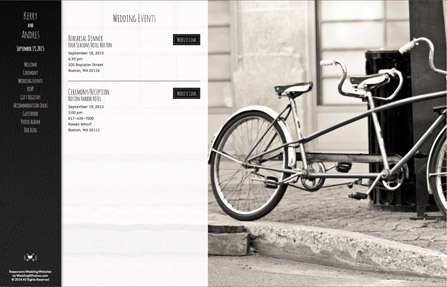 Kerry
and
Andres
September 19, 2015
Welcome
Ceremony
Wedding Events
RSVP
Gift Registry
Accommodation Ideas
Guestbook
Photo Album
Our Blog
Responsive Wedding Websites
by WeddingWindow.com
© 2014 All Rights Reserved
Wedding Events
Rehearsal Dinner
Four Seasons Hotel Boston
Website Link
September 18, 2015
6:30 pm
200 Boylston Street
Boston, MA 02116
Ceremony/Reception
Boston Harbor Hotel
Website Link
September 19, 2015
5:00 pm
617-439-7000
Rowes Wharf
Boston, MA 02111